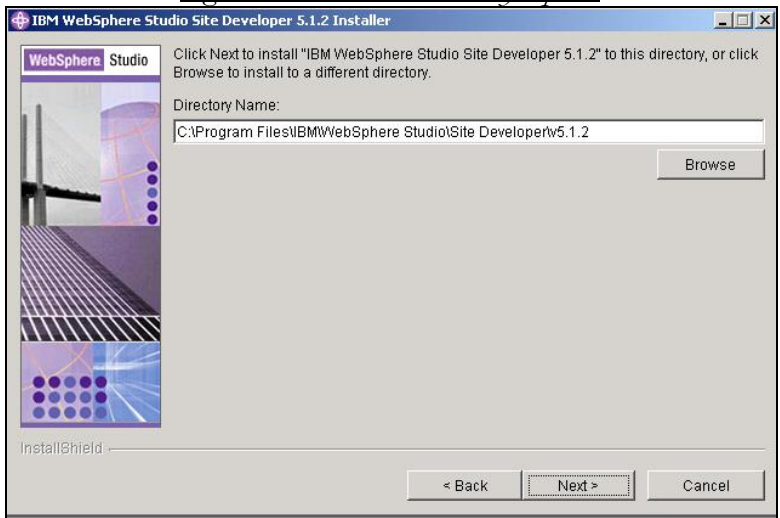 IBM WebSphere Studio Site Developer 5.1.2 Installer
WebSphere Studio
Click Next to install "IBM WebSphere Studio Site Developer 5.1.2" to this directory, or click
Browse to install to a different directory.
Directory Name:
C:\Program Files\IBM\WebSphere Studio\Site Developer\v5.1.2
Browse
InstallShield
< Back
Next >
Cancel